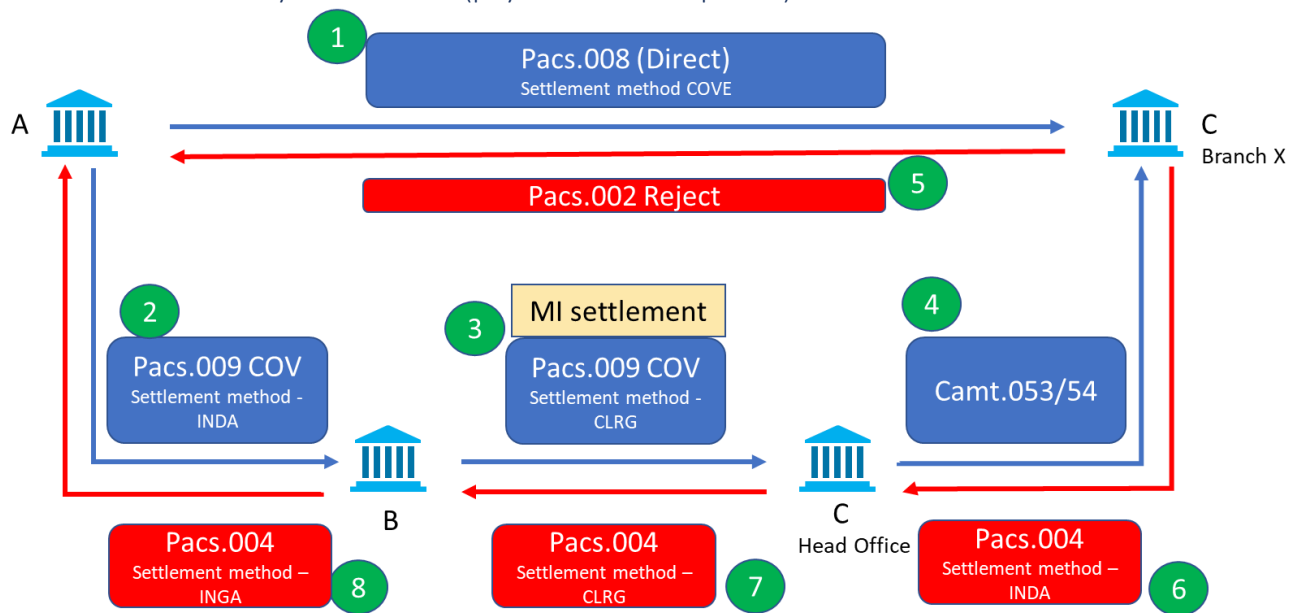 1
Pacs.008 (Direct)
Settlement method COVE
A
C
Branch X
Pacs.002 Reject
5
2
Pacs.009 COV
Settlement method -
INDA
MI settlement
3
Pacs.009 COV
Settlement method -
CLRG
4
Camt.053/54
B
C
Head Office
Pacs.004
Settlement method –
INGA
8
Pacs.004
Settlement method –
CLRG
7
Pacs.004
Settlement method –
INDA
6